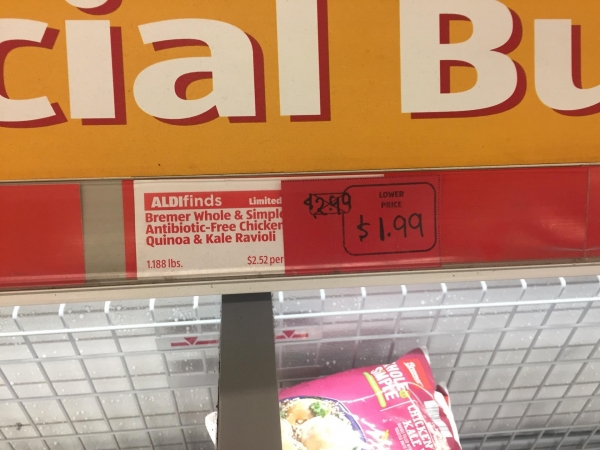 cial Bu
ALDIfinds Limited
Bremer Whole & Simple
Antibiotic-Free Chicken
Quinoa & Kale Ravioli
1.188 lbs. $2.52 per
$2.99
LOWER
PRICE
$1.99
WHOLE
SIMPLE
CHICKEN
KALE